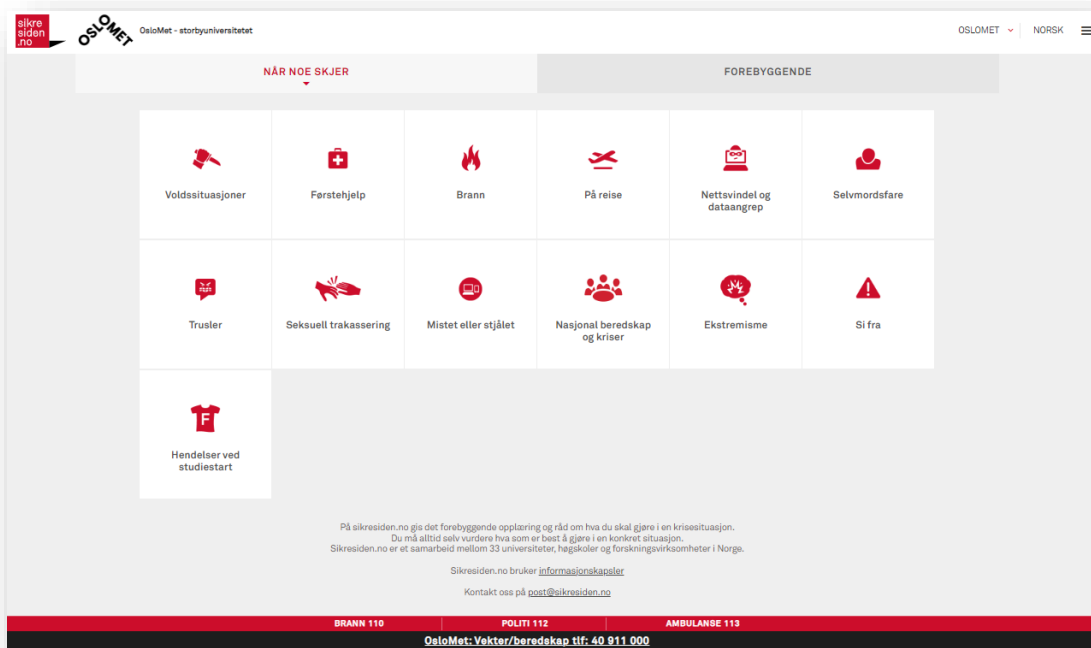 sikre
siden
.no
OSLOMET
OsloMet - storbyuniversitetet
OSLOMET
NORSK
NÅR NOE SKJER
FOREBYGGENDE
Voldssituasjoner
Førstehjelp
Brann
På reise
Nettsvindel og
dataangrep
Selvmordsfare
Trusler
Seksuell trakassering
Mistet eller stjålet
Nasjonal beredskap
og kriser
Ekstremisme
Si fra
F
Hendelser ved
studiestart
På sikresiden.no gis det forebyggende opplæring og råd om hva du skal gjøre i en krisesituasjon.
Du må alltid selv vurdere hva som er best å gjøre i en konkret situasjon.
Sikresiden.no er et samarbeid mellom 33 universiteter, høgskoler og forskningsvirksomheter i Norge.
Sikresiden.no bruker informasjonskapsler
Kontakt oss på post@sikresiden.no
BRANN 110
POLITI 112
AMBULANSE 113
OsloMet: Vekter/beredskap tlf: 40 911 000